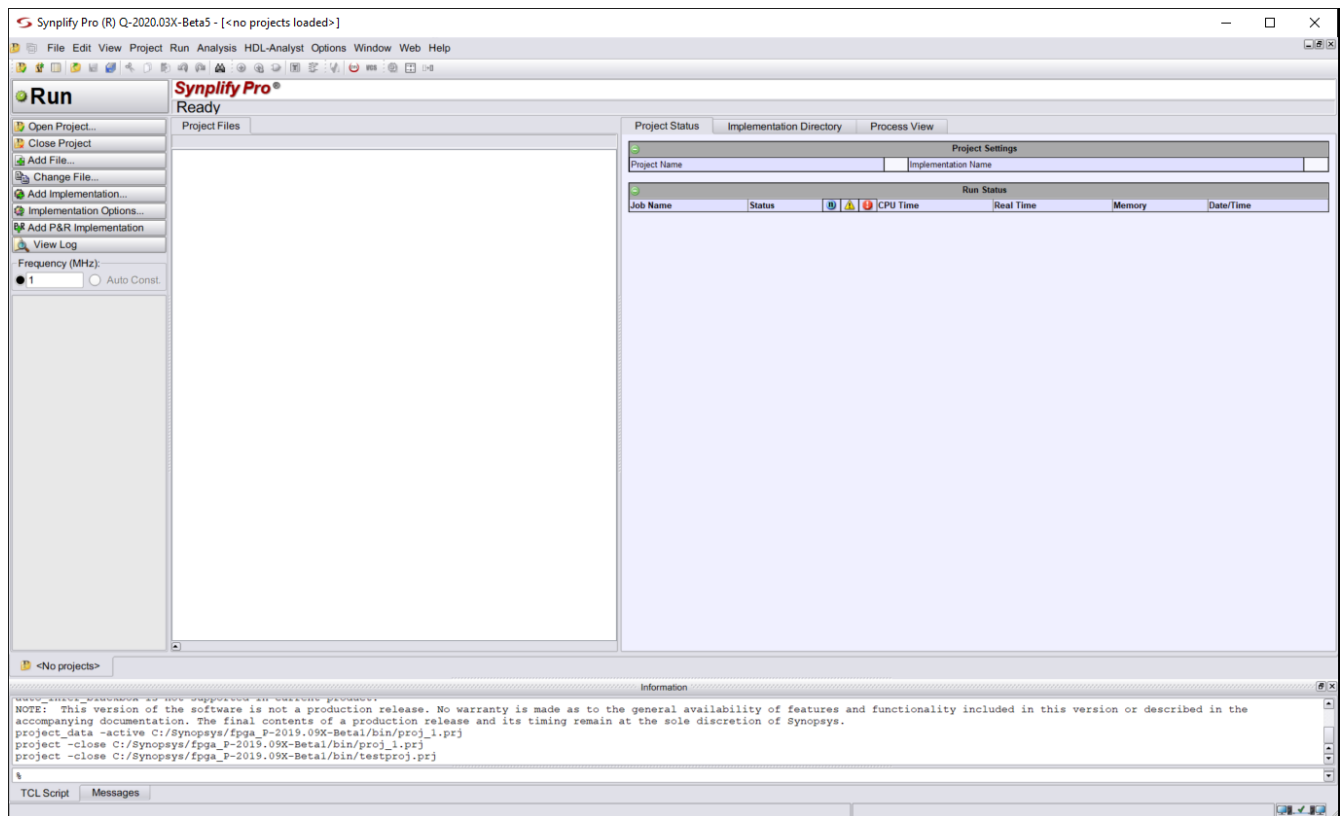 Synplify Pro (R) Q-2020.03X-Beta5 - [<no projects loaded>]
File Edit View Project Run Analysis HDL-Analyst Options Window Web Help
Run
Synplify Pro®
Ready
Open Project...
Close Project
Add File...
Change File...
Add Implementation...
Implementation Options...
Add P&R Implementation
View Log
Frequency (MHz):
1 Auto Const.
Project Files
Project Status Implementation Directory Process View
Project Settings
Project Name Implementation Name
Run Status
Job Name Status CPU Time Real Time Memory Date/Time
<No projects>
Information
auto_infer_blackbox is not supported in current product.
NOTE: This version of the software is not a production release. No warranty is made as to the general availability of features and functionality included in this version or described in the
accompanying documentation. The final contents of a production release and its timing remain at the sole discretion of Synopsys.
project_data -active C:/Synopsys/fpga_P-2019.09X-Beta1/bin/proj_1.prj
project -close C:/Synopsys/fpga_P-2019.09X-Beta1/bin/proj_1.prj
project -close C:/Synopsys/fpga_P-2019.09X-Beta1/bin/testproj.prj
%
TCL Script Messages